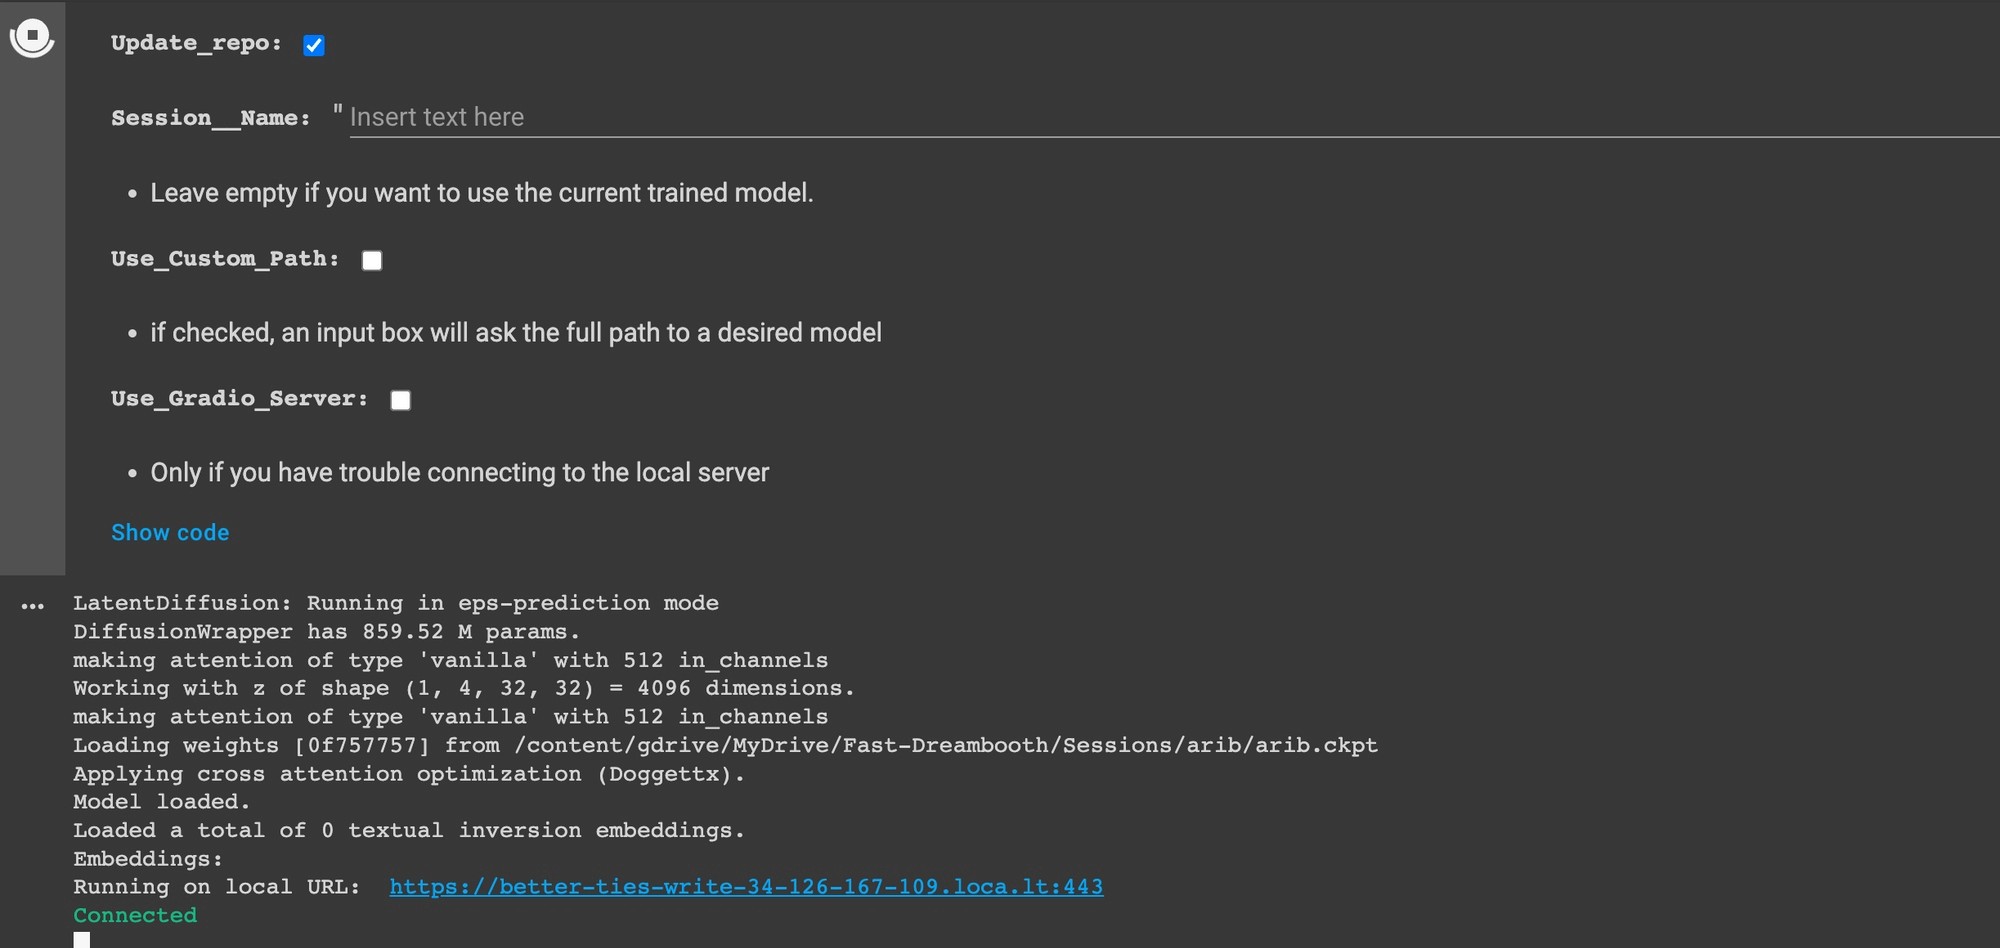 Update_repo:
Session__Name: "Insert text here
• Leave empty if you want to use the current trained model.
Use_Custom_Path:
• if checked, an input box will ask the full path to a desired model
Use_Gradio_Server:
• Only if you have trouble connecting to the local server
Show code
LatentDiffusion: Running in eps-prediction mode
DiffusionWrapper has 859.52 M params.
making attention of type 'vanilla' with 512 in_channels
Working with z of shape (1, 4, 32, 32) = 4096 dimensions.
making attention of type 'vanilla' with 512 in_channels
Loading weights [0f757757] from /content/gdrive/MyDrive/Fast-Dreambooth/Sessions/arib/arib.ckpt
Applying cross attention optimization (Doggettx).
Model loaded.
Loaded a total of 0 textual inversion embeddings.
Embeddings:
Running on local URL:  https://better-ties-write-34-126-167-109.loca.lt:443
Connected